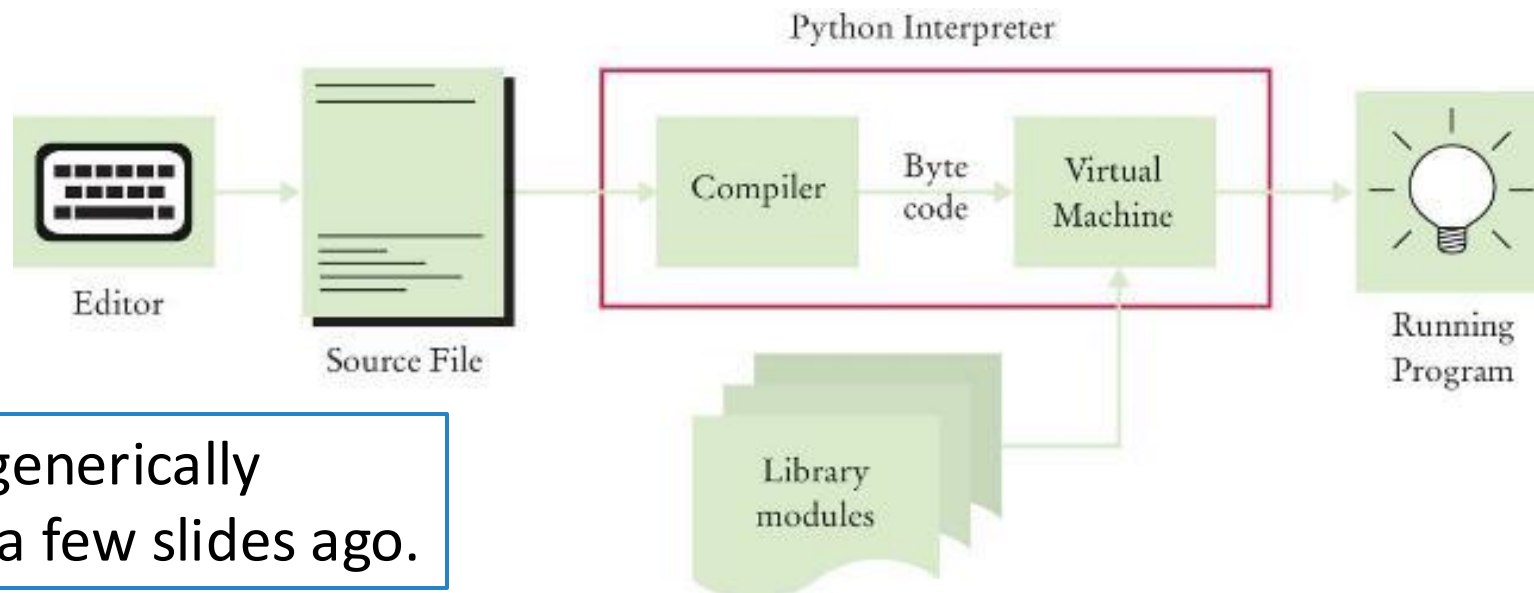 Python Interpreter
Compiler
Byte
code
Virtual
Machine
Editor
Source File
Running
Program
Library
modules
generically
a few slides ago.